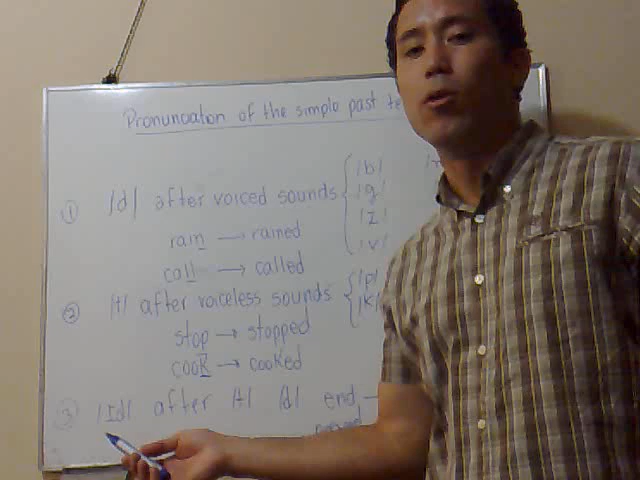 Pronunciation of the simple past te
① /d/ after voiced sounds { /b/
/g/
/z/
/v/
rain → rained
call → called
② /t/ after voiceless sounds { /p/
/k/
stop → stopped
cook → cooked
③ /Id/ after /t/ /d/ end →